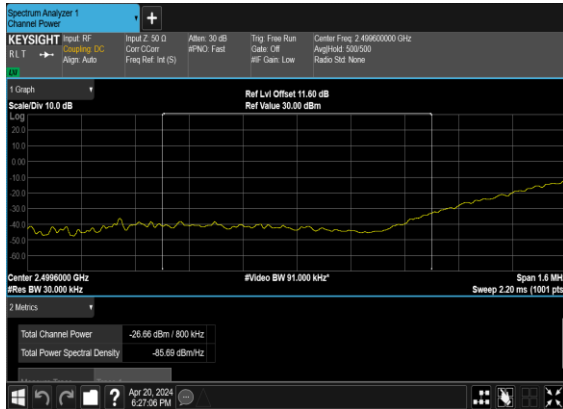 Spectrum Analyzer 1
Channel Power
+
KEYSIGHT Input: RF Input Z: 50 Ω Atten: 30 dB Trig: Free Run Center Freq: 2.499600000 GHz
RLT Coupling: DC Corr CCorr #PNO: Fast Gate: Off Avg|Hold: 500/500
Align: Auto Freq Ref: Int (S) #IF Gain: Low Radio Std: None
1 Graph
Ref Lvl Offset 11.60 dB
Scale/Div 10.0 dB Ref Value 30.00 dBm
Log
20.0
10.0
0.00
-10.0
-20.0
-30.0
-40.0
-50.0
-60.0
Center 2.4996000 GHz #Video BW 91.000 kHz* Span 1.6 MH
#Res BW 30.000 kHz Sweep 2.20 ms (1001 pts
2 Metrics
Total Channel Power -26.66 dBm / 800 kHz
Total Power Spectral Density -85.69 dBm/Hz
?
Apr 20, 2024
6:27:06 PM